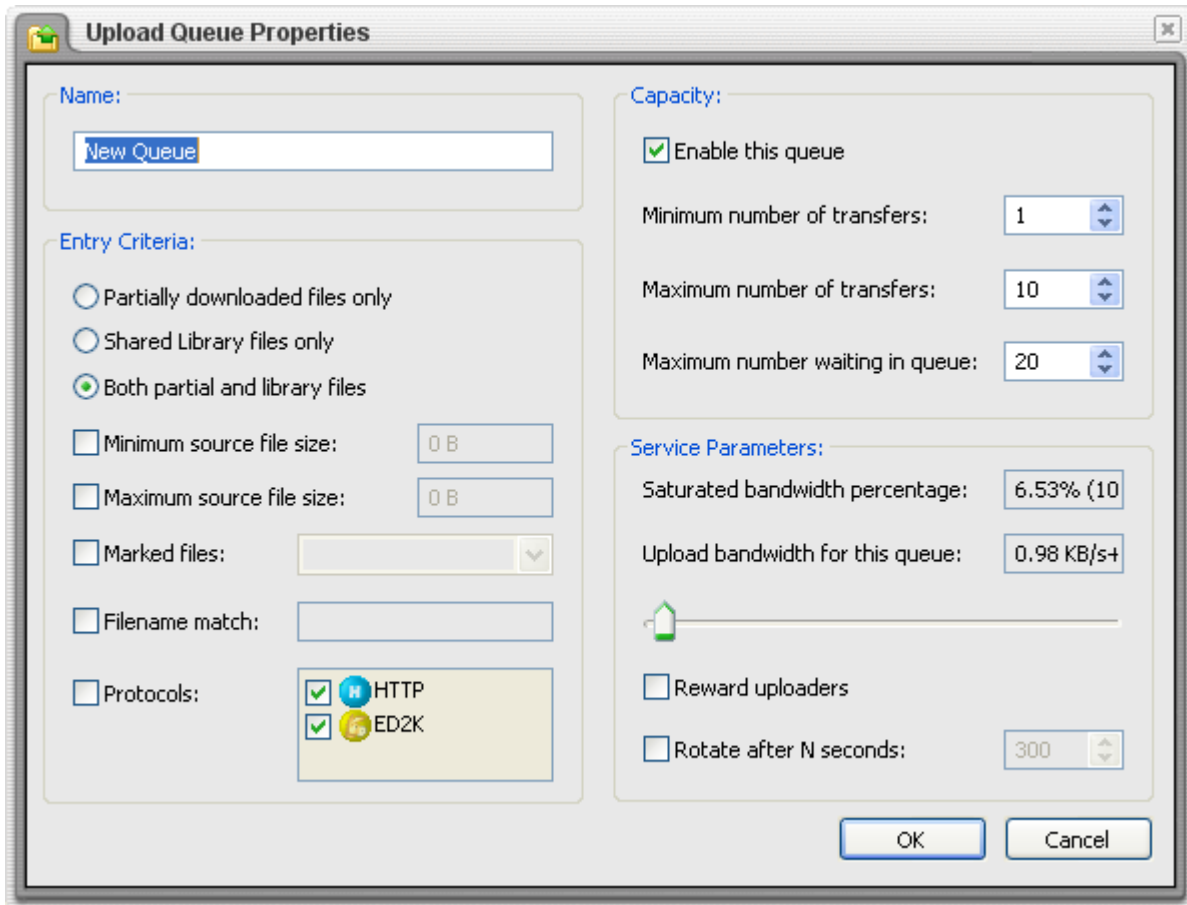 Upload Queue Properties
Name:
New Queue
Entry Criteria:
Partially downloaded files only
Shared Library files only
Both partial and library files
Minimum source file size: 0 B
Maximum source file size: 0 B
Marked files:
Filename match:
Protocols:
H HTTP
ED2K
Capacity:
Enable this queue
Minimum number of transfers: 1
Maximum number of transfers: 10
Maximum number waiting in queue: 20
Service Parameters:
Saturated bandwidth percentage: 6.53% (10
Upload bandwidth for this queue: 0.98 KB/s+
Reward uploaders
Rotate after N seconds: 300
OK Cancel